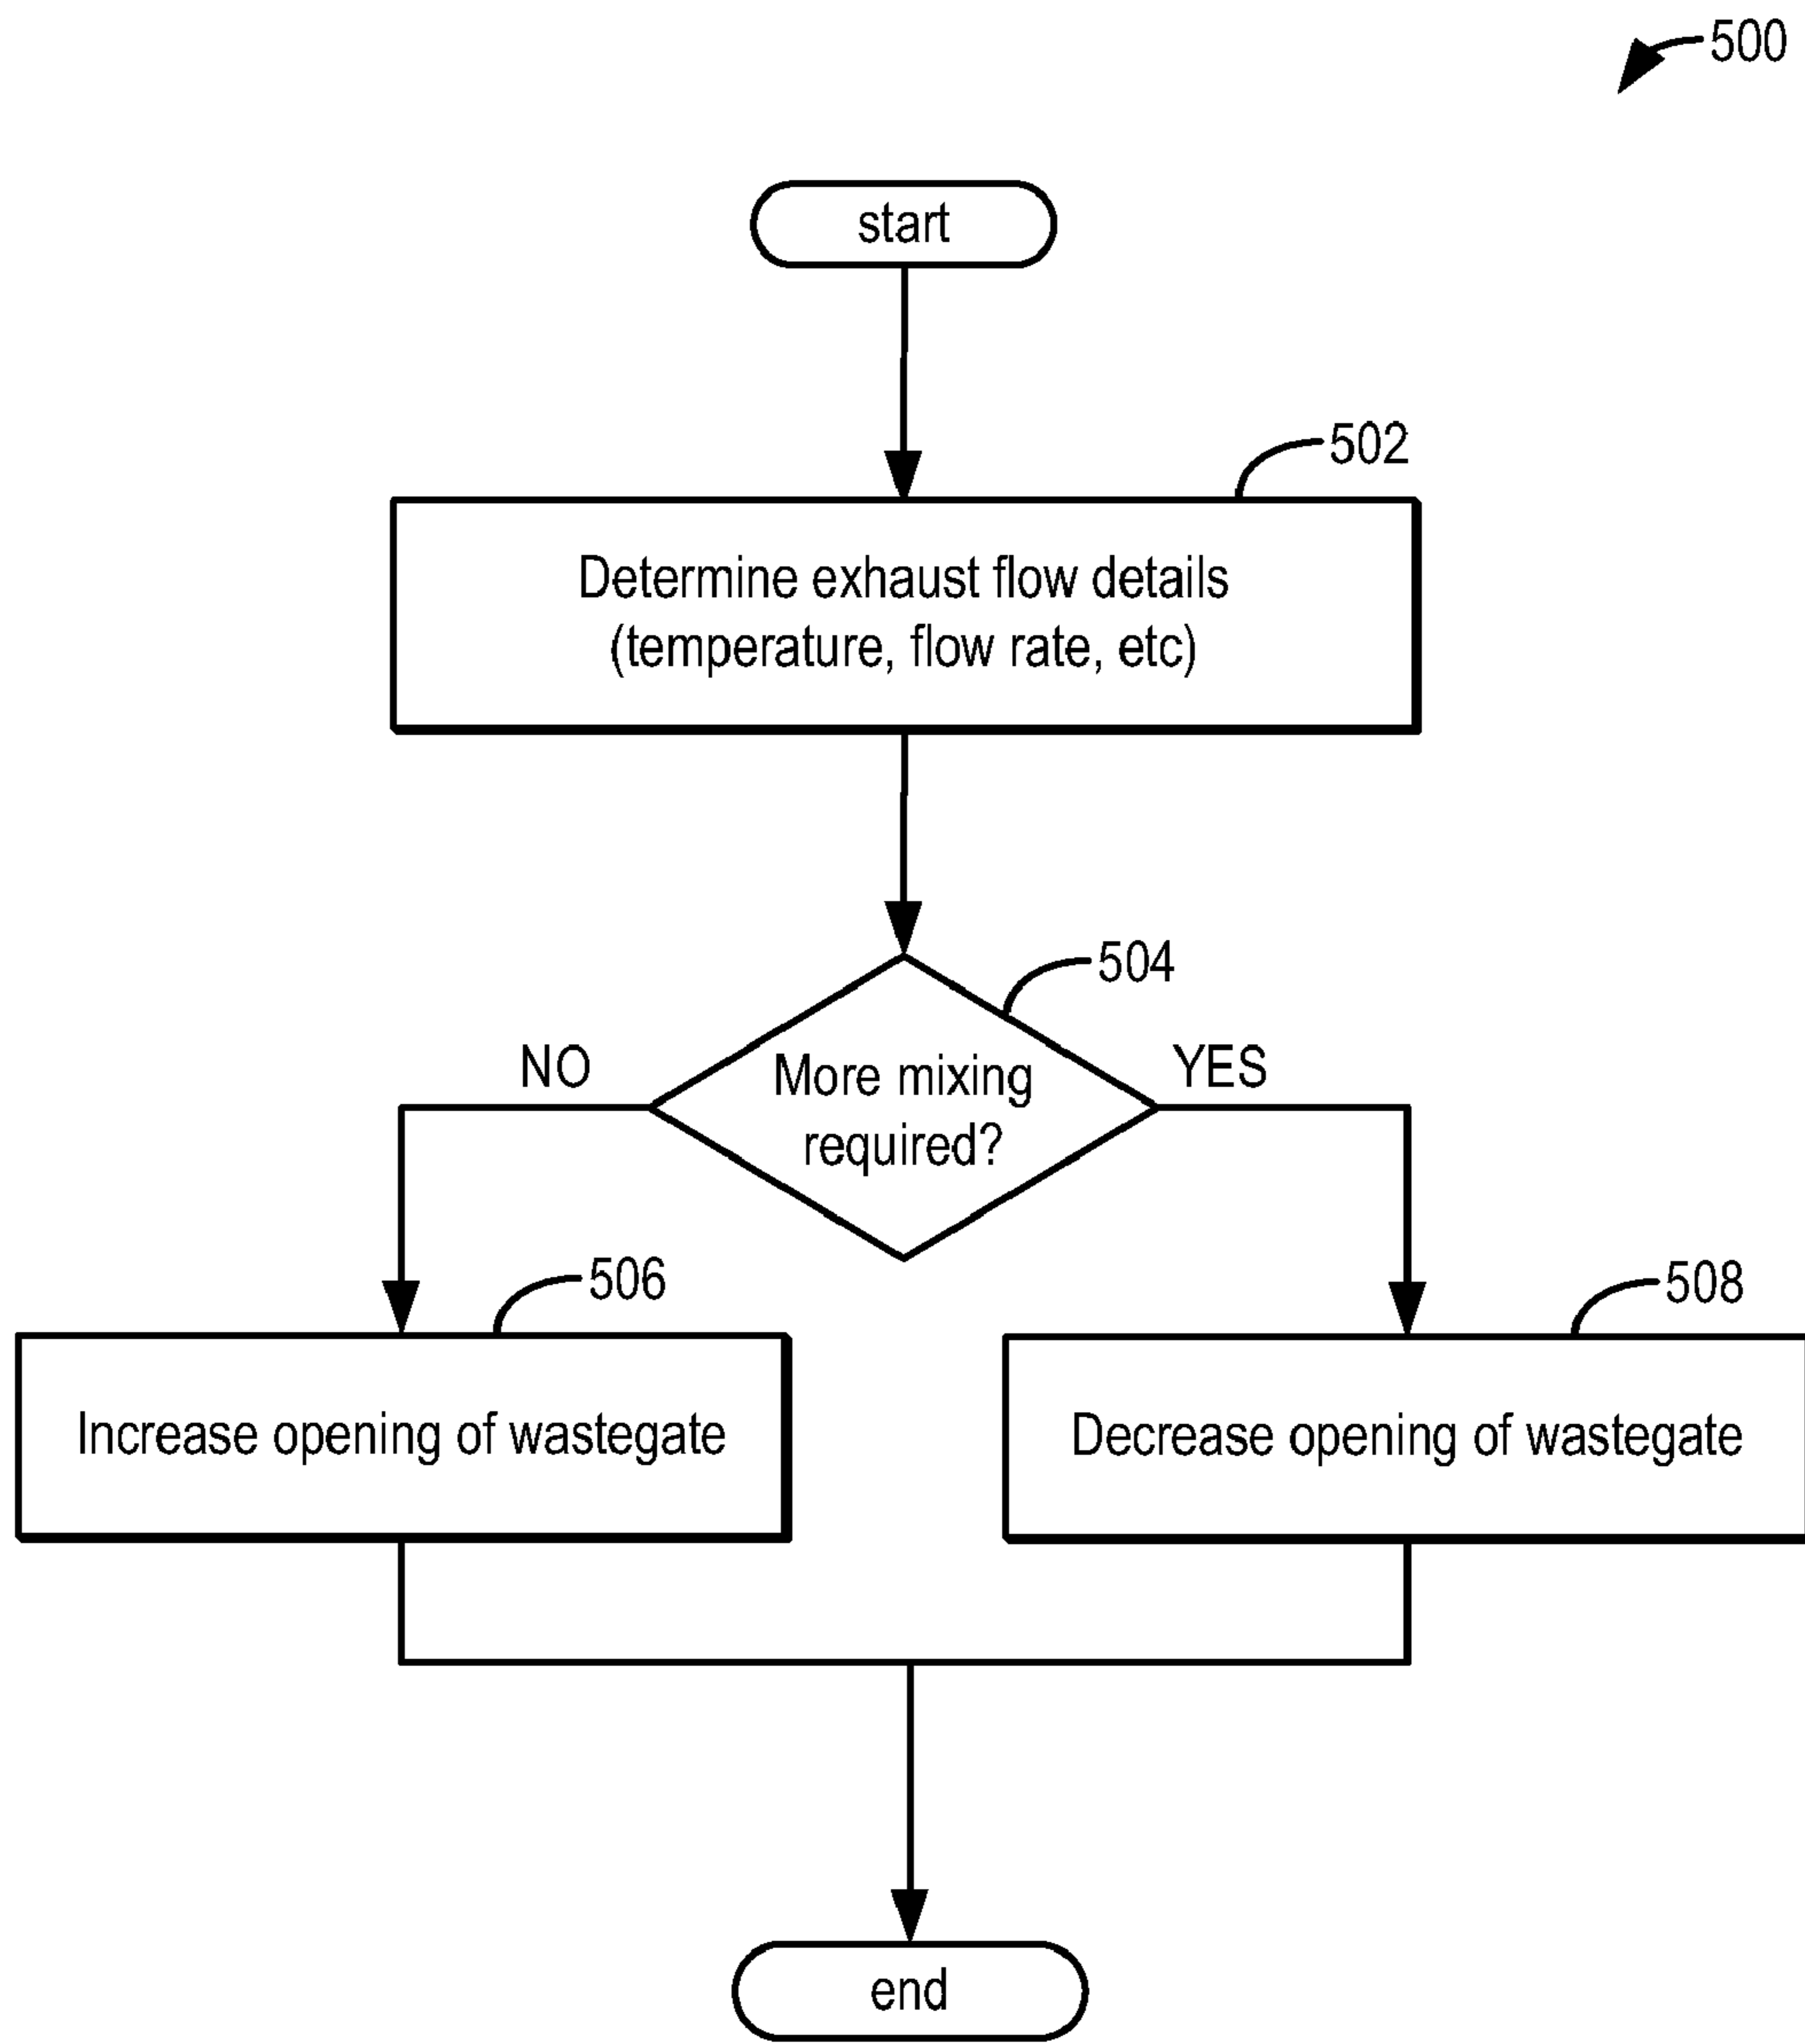 500
start
502
Determine exhaust flow details
(temperature, flow rate, etc)
504
NO
YES
More mixing
required?
506
508
Increase opening of wastegate
Decrease opening of wastegate
end